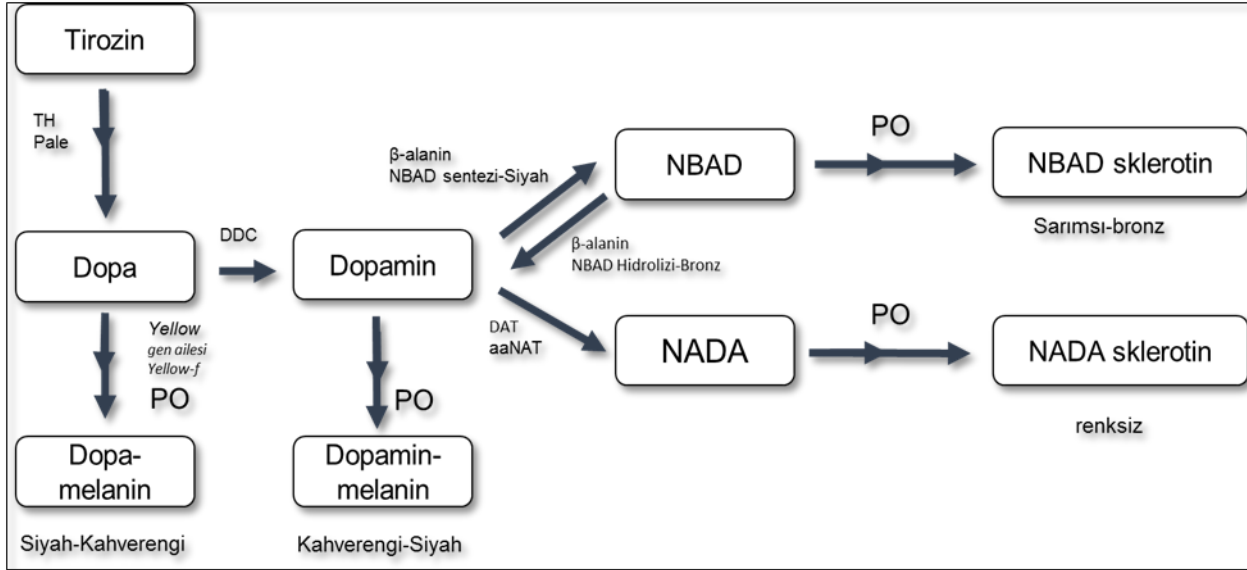 Tirozin
TH
Pale
Dopa
DDC
Dopamin
β-alanin
NBAD sentezi-Siyah
NBAD
PO
NBAD sklerotin
Sarımsı-bronz
β-alanin
NBAD Hidrolizi-Bronz
DAT
aaNAT
NADA
PO
NADA sklerotin
renksiz
Yellow
gen ailesi
Yellow-f
PO
Dopa-
melanin
Siyah-Kahverengi
PO
Dopamin-
melanin
Kahverengi-Siyah